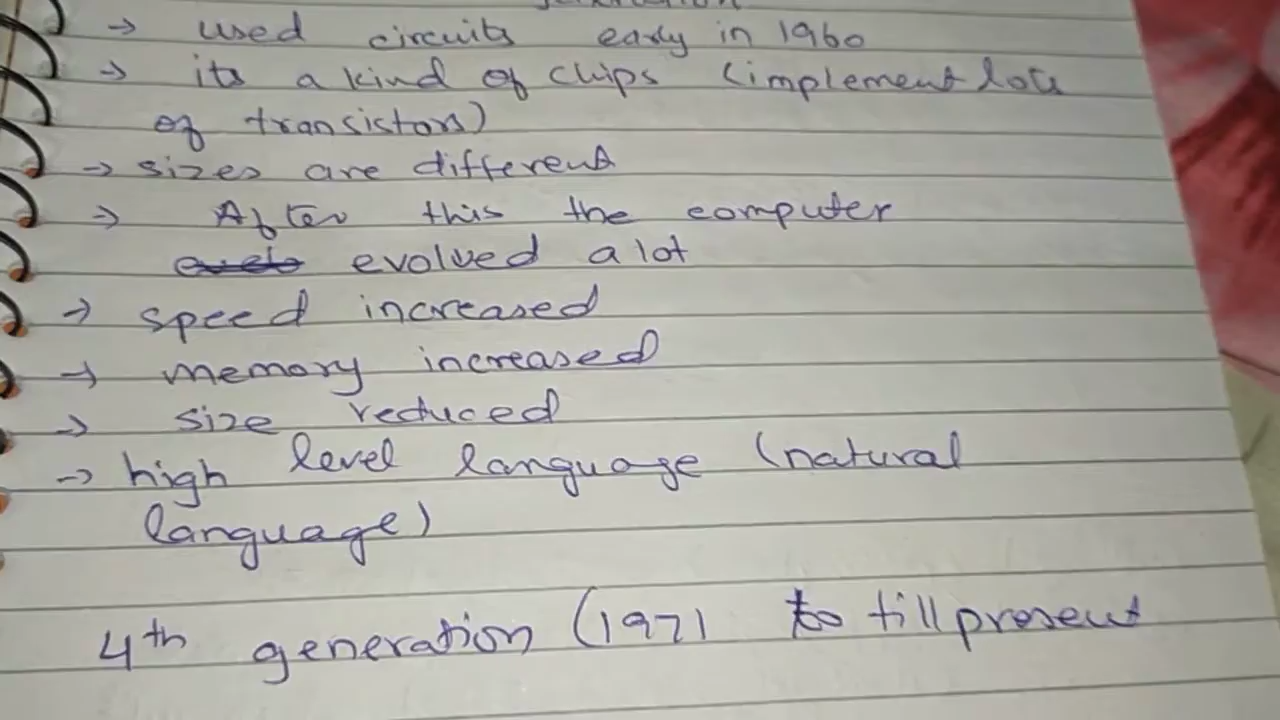 → used circuits early in 1960
→ its a kind of chips (implement lots
of transistors)
→ sizes are different
→ After this the computer
evolved a lot
→ speed increased
→ memory increased
→ size reduced
→ high level language (natural
language)
4th generation (1971 to till present